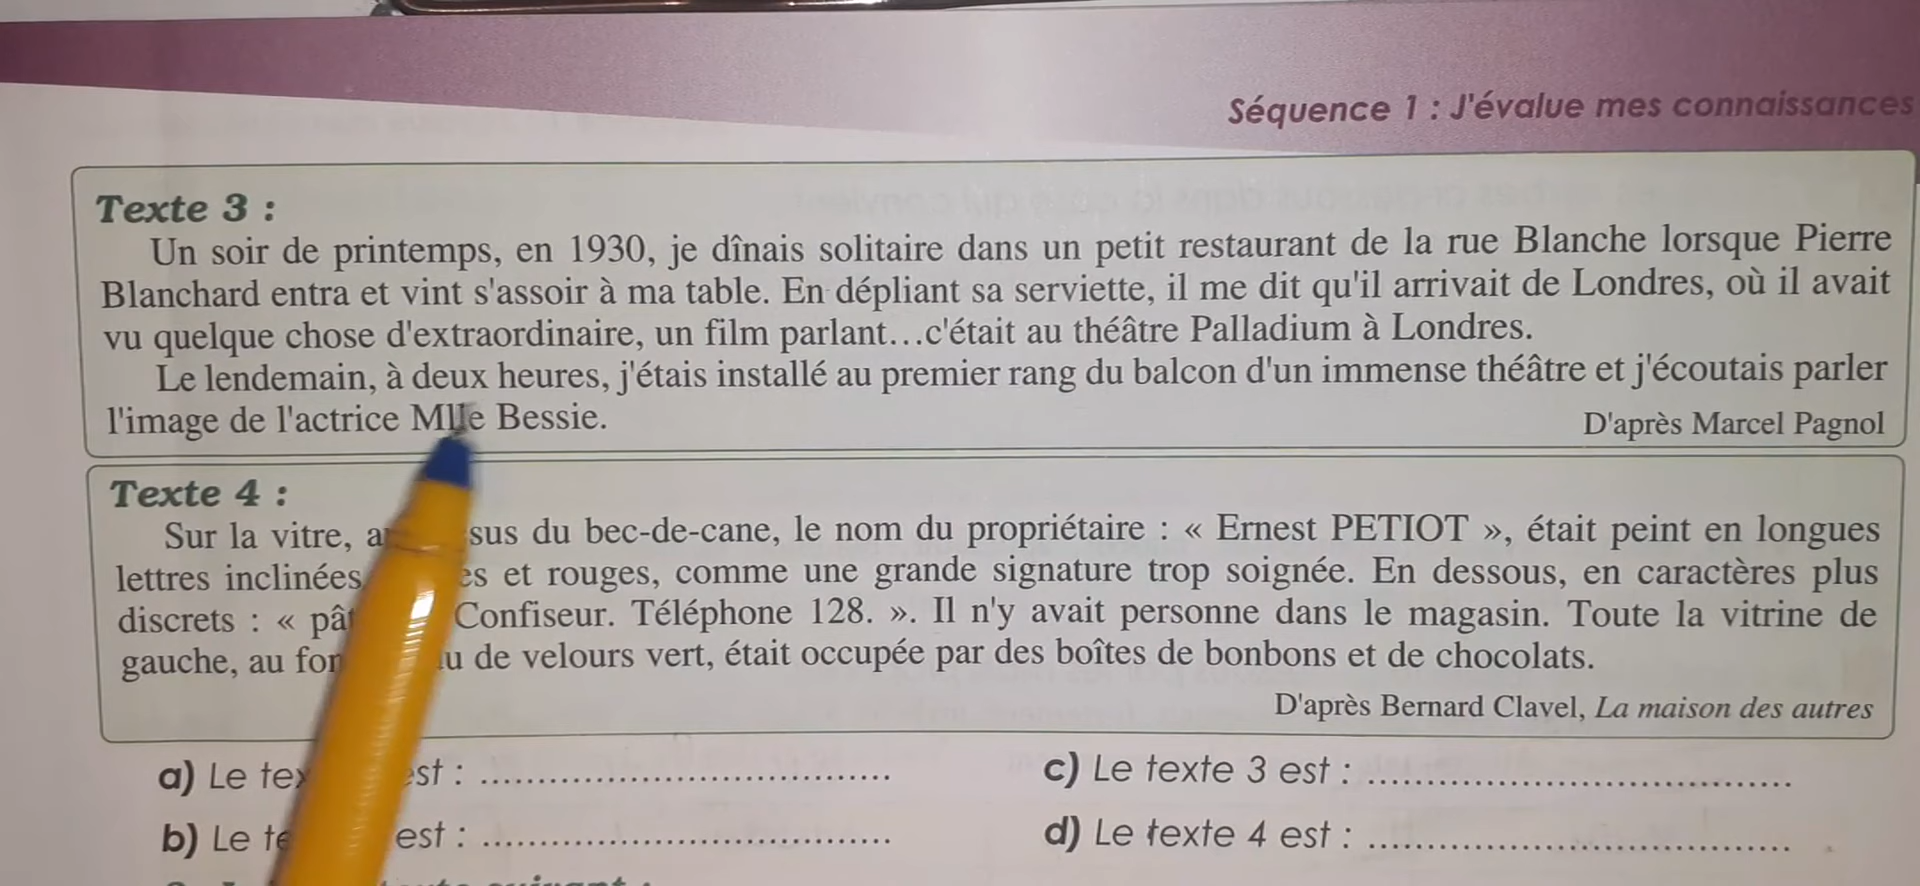 Séquence 1 : J'évalue mes connaissances
Texte 3 :
Un soir de printemps, en 1930, je dînais solitaire dans un petit restaurant de la rue Blanche lorsque Pierre
Blanchard entra et vint s'assoir à ma table. En dépliant sa serviette, il me dit qu'il arrivait de Londres, où il avait
vu quelque chose d'extraordinaire, un film parlant...c'était au théâtre Palladium à Londres.
Le lendemain, à deux heures, j'étais installé au premier rang du balcon d'un immense théâtre et j'écoutais parler
l'image de l'actrice Mlle Bessie.
D'après Marcel Pagnol
Texte 4 :
Sur la vitre, du bec-de-cane, le nom du propriétaire : « Ernest PETIOT », était peint en longues
lettres inclinées et rouges, comme une grande signature trop soignée. En dessous, en caractères plus
discrets : « Confiseur. Téléphone 128. ». Il n'y avait personne dans le magasin. Toute la vitrine de
gauche, au de velours vert, était occupée par des boîtes de bonbons et de chocolats.
D'après Bernard Clavel, La maison des autres
a) Le est : ..................................
c) Le texte 3 est : ..................................
b) Le est : ..................................
d) Le texte 4 est : ..................................